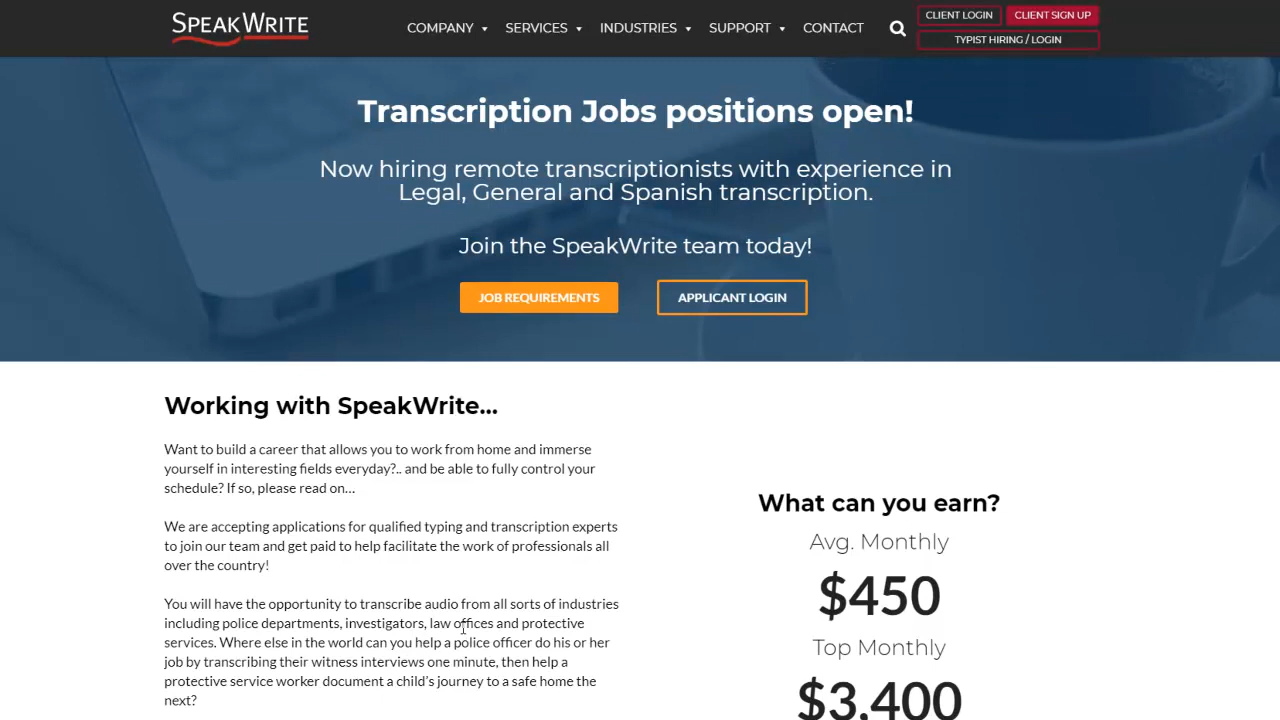 SPEAKWRITE
COMPANY SERVICES INDUSTRIES SUPPORT CONTACT
CLIENT LOGIN CLIENT SIGN UP
TYPIST HIRING / LOGIN
Transcription Jobs positions open!
Now hiring remote transcriptionists with experience in
Legal, General and Spanish transcription.
Join the SpeakWrite team today!
JOB REQUIREMENTS APPLICANT LOGIN
Working with SpeakWrite...
Want to build a career that allows you to work from home and immerse
yourself in interesting fields everyday?.. and be able to fully control your
schedule? If so, please read on...
We are accepting applications for qualified typing and transcription experts
to join our team and get paid to help facilitate the work of professionals all
over the country!
You will have the opportunity to transcribe audio from all sorts of industries
including police departments, investigators, law offices and protective
services. Where else in the world can you help a police officer do his or her
job by transcribing their witness interviews one minute, then help a
protective service worker document a child's journey to a safe home the
next?
What can you earn?
Avg. Monthly
$450
Top Monthly
$3,400